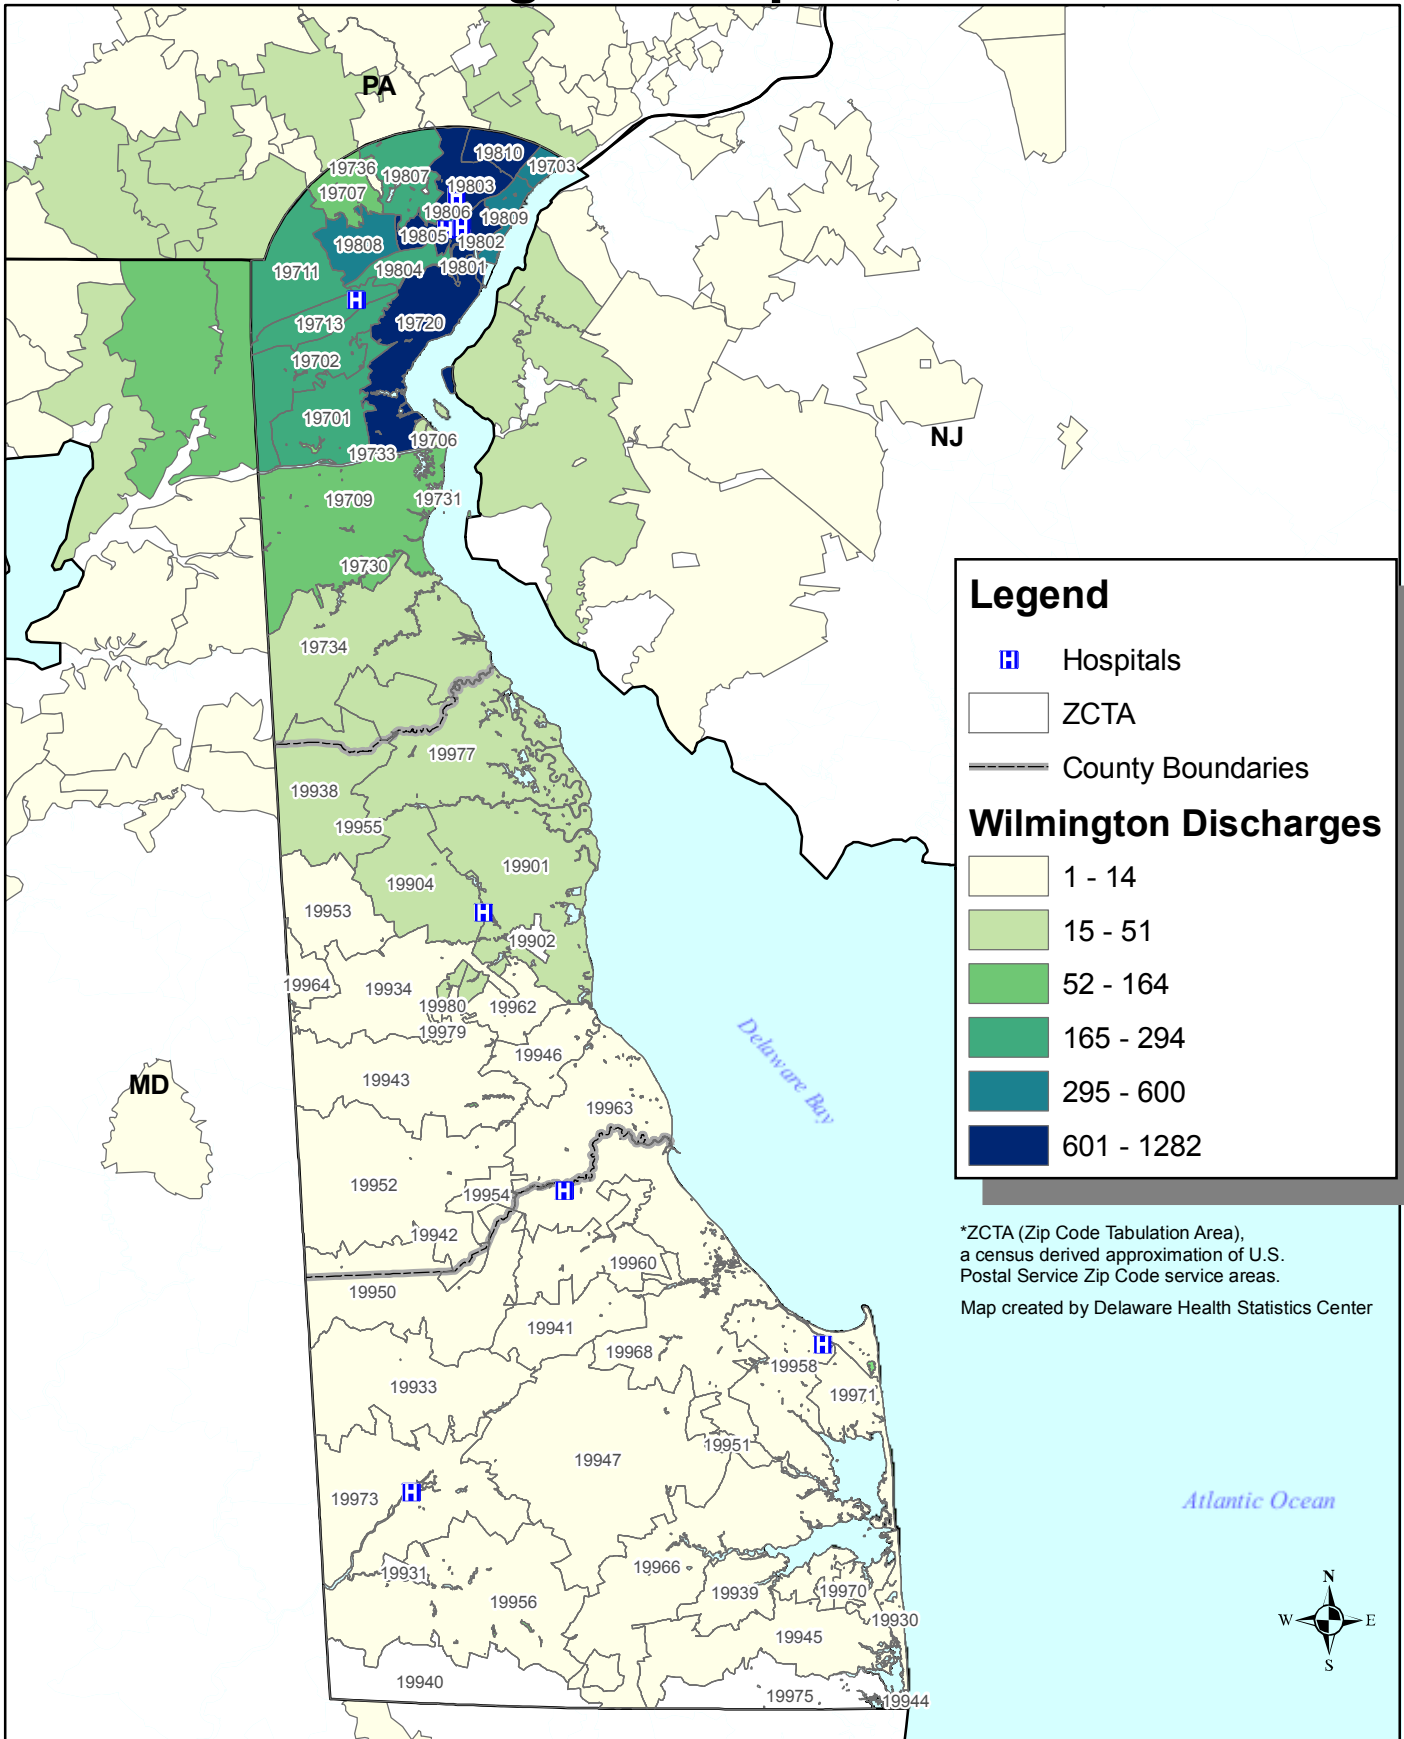 PA
19810
19703
19736
19807
19707
19803
19806
19809
19805
19802
19808
19801
19804
19711
19713
19720
19702
19701
19706
19733
NJ
19709
19731
19730
19734
19977
19938
19955
19901
19904
19953
19902
19964
19934
19980
19962
19979
19946
19943
MD
19963
Delaware Bay
19952
19954
19942
19960
19950
19941
19968
19958
19933
19971
19951
19947
19973
19966
19931
19939
19970
19956
19930
19945
19940
19975
19944
Atlantic Ocean
Legend
H Hospitals
ZCTA
County Boundaries
Wilmington Discharges
1 - 14
15 - 51
52 - 164
165 - 294
295 - 600
601 - 1282
*ZCTA (Zip Code Tabulation Area),
a census derived approximation of U.S.
Postal Service Zip Code service areas.
Map created by Delaware Health Statistics Center
N
W E
S